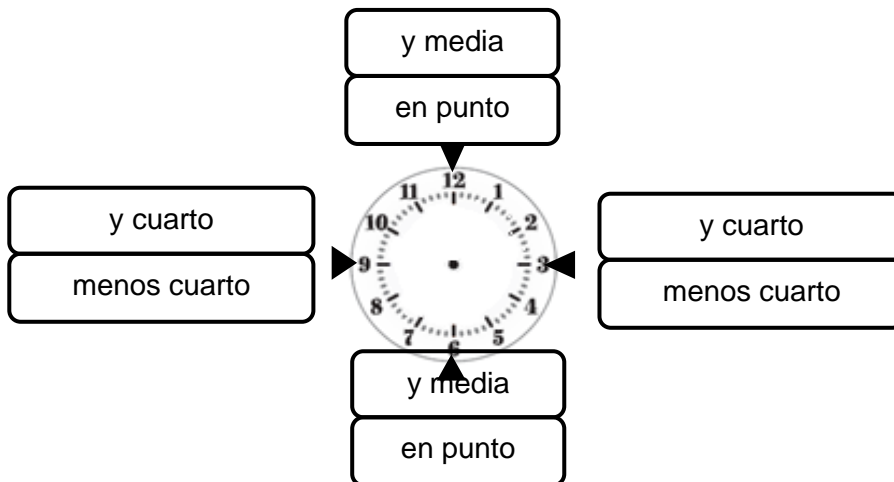 y media
en punto
12
11 1
y cuarto
10 2
y cuarto
menos cuarto
9 3
menos cuarto
8 4
7 5
6
y media
en punto